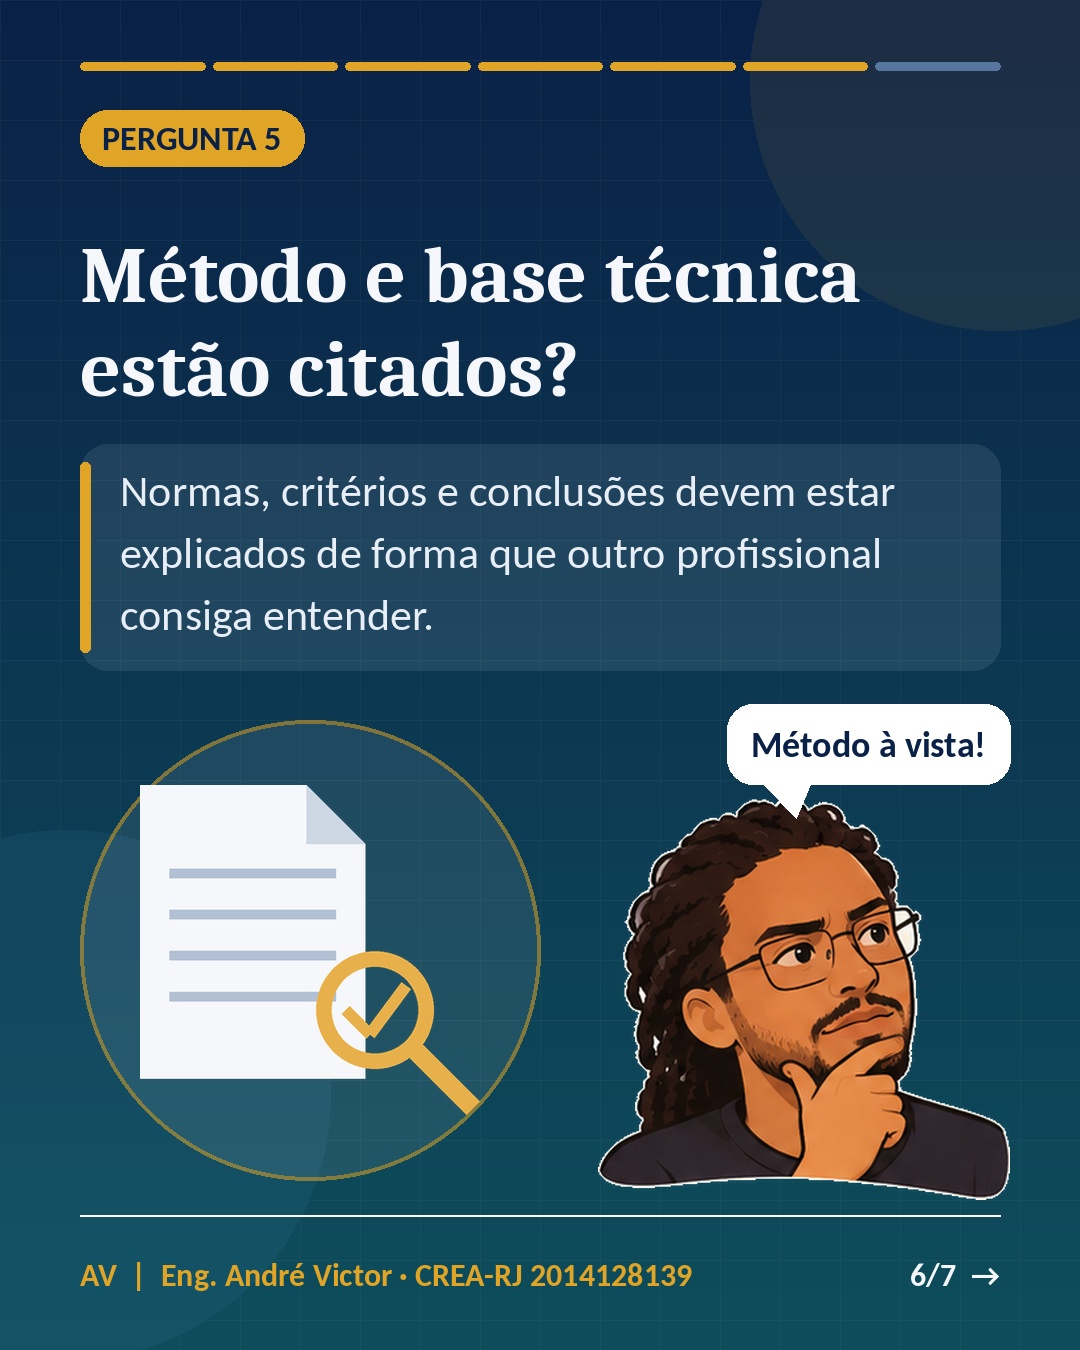 PERGUNTA 5
Método e base técnica
estão citados?
Normas, critérios e conclusões devem estar
explicados de forma que outro profissional
consiga entender.
Método à vista!
AV | Eng. André Victor · CREA-RJ 2014128139
6/7 →